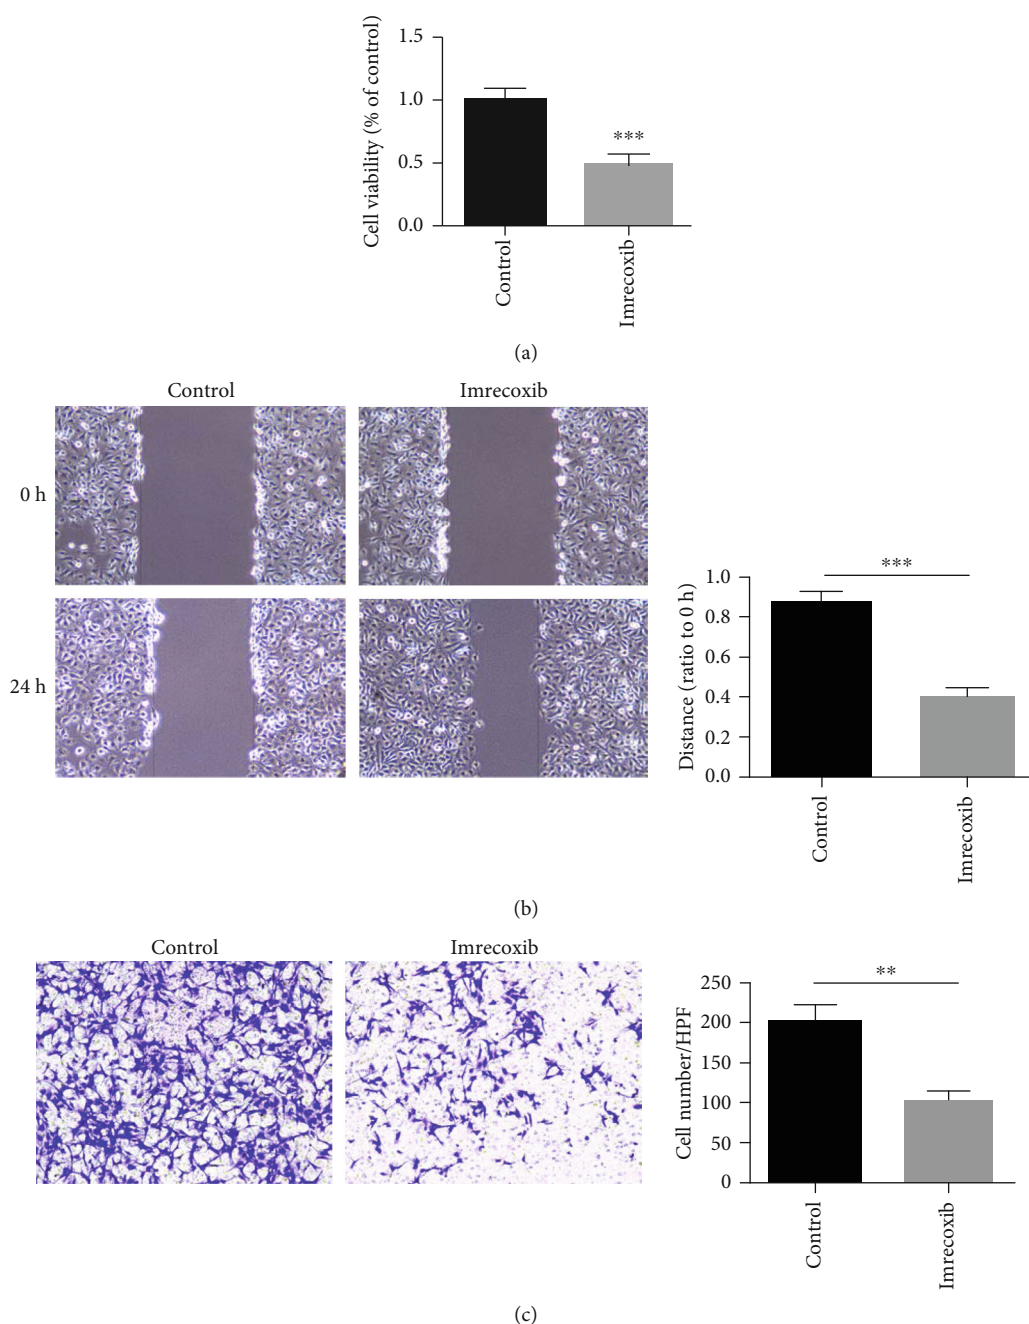 1.5
1.0
0.5
0.0
Cell viability (% of control)
***
Control
Imrecoxib
(a)
Control
Imrecoxib
0 h
24 h
1.0
0.8
0.6
0.4
0.2
0.0
Distance (ratio to 0 h)
***
Control
Imrecoxib
(b)
Control
Imrecoxib
250
200
150
100
50
0
Cell number/HPF
**
Control
Imrecoxib
(c)